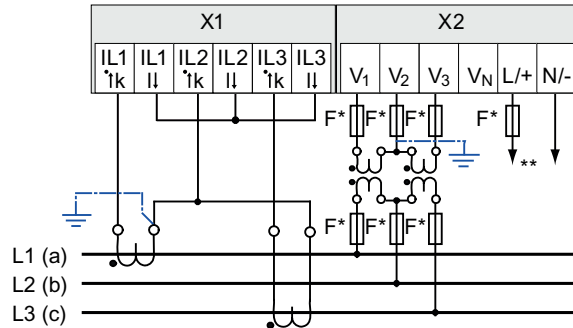 X1 X2
IL1 IL1 IL2 IL2 IL3 IL3 V1 V2 V3 VN L/+ N/-
k l k l k l
F* F* F* F*
**
F* F* F*
L1 (a)
L2 (b)
L3 (c)